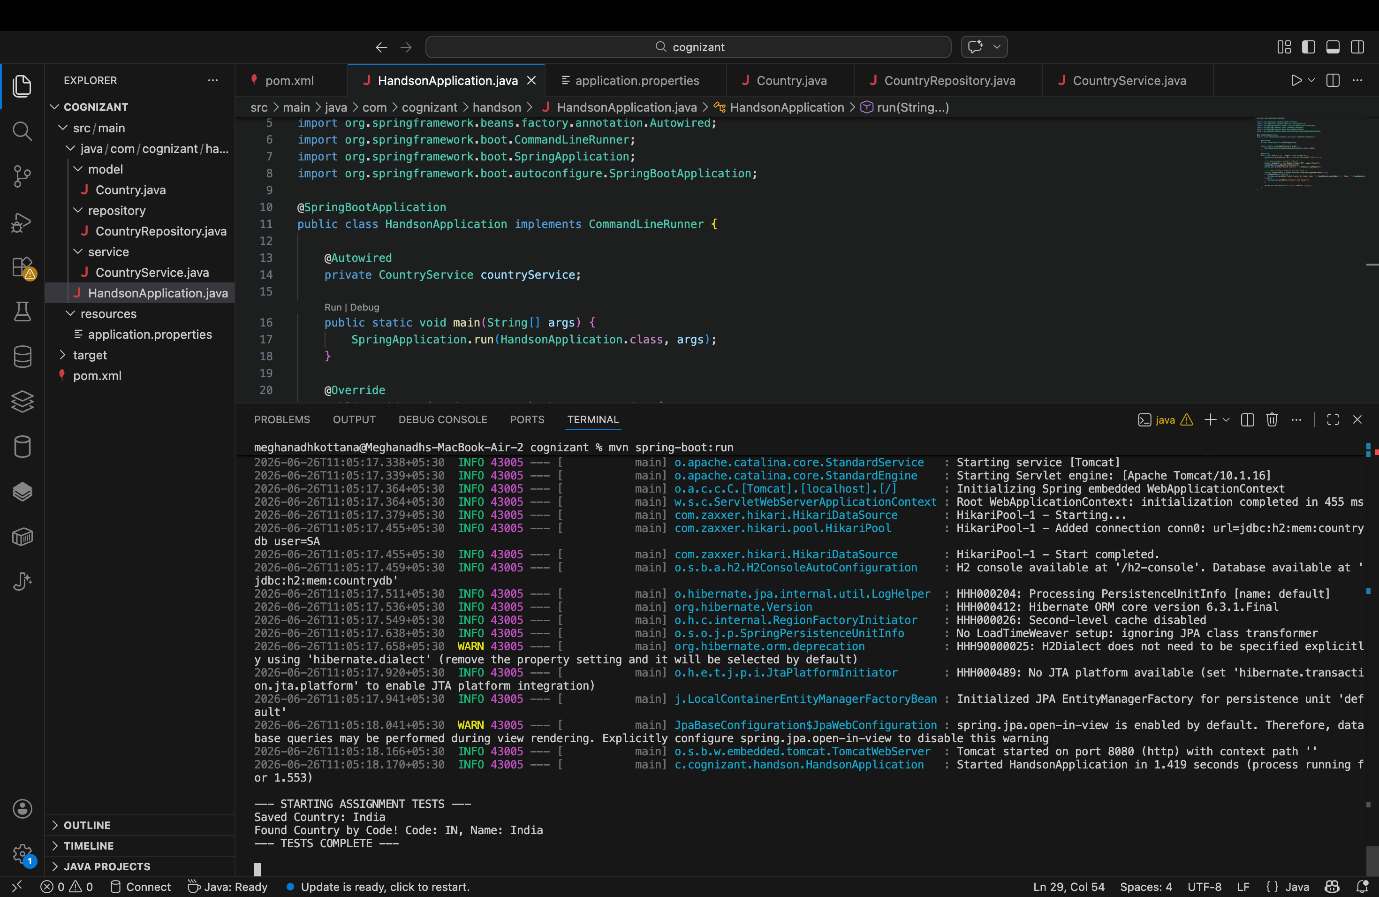 cognizant
EXPLORER
COGNIZANT
src/main
java/com/cognizant/ha...
model
Country.java
repository
CountryRepository.java
service
CountryService.java
HandsonApplication.java
resources
application.properties
target
pom.xml
OUTLINE
TIMELINE
JAVA PROJECTS
pom.xml
HandsonApplication.java
application.properties
Country.java
CountryRepository.java
CountryService.java
src > main > java > com > cognizant > handson > HandsonApplication.java > HandsonApplication > run(String...)
5 import org.springframework.beans.factory.annotation.Autowired;
6 import org.springframework.boot.CommandLineRunner;
7 import org.springframework.boot.SpringApplication;
8 import org.springframework.boot.autoconfigure.SpringBootApplication;
9
10 @SpringBootApplication
11 public class HandsonApplication implements CommandLineRunner {
12
13 @Autowired
14 private CountryService countryService;
15
Run | Debug
16 public static void main(String[] args) {
17 SpringApplication.run(HandsonApplication.class, args);
18 }
19
20 @Override
PROBLEMS OUTPUT DEBUG CONSOLE PORTS TERMINAL
java
meghanadhkottana@Meghanadhs-MacBook-Air-2 cognizant % mvn spring-boot:run
2026-06-26T11:05:17.338+05:30 INFO 43005 --- [ main] o.apache.catalina.core.StandardService : Starting service [Tomcat]
2026-06-26T11:05:17.339+05:30 INFO 43005 --- [ main] o.apache.catalina.core.StandardEngine : Starting Servlet engine: [Apache Tomcat/10.1.16]
2026-06-26T11:05:17.364+05:30 INFO 43005 --- [ main] o.a.c.c.C.[Tomcat].[localhost].[/] : Initializing Spring embedded WebApplicationContext
2026-06-26T11:05:17.364+05:30 INFO 43005 --- [ main] w.s.c.ServletWebServerApplicationContext : Root WebApplicationContext: initialization completed in 455 ms
2026-06-26T11:05:17.379+05:30 INFO 43005 --- [ main] com.zaxxer.hikari.HikariDataSource : HikariPool-1 - Starting...
2026-06-26T11:05:17.455+05:30 INFO 43005 --- [ main] com.zaxxer.hikari.pool.HikariPool : HikariPool-1 - Added connection conn0: url=jdbc:h2:mem:country
db user=SA
2026-06-26T11:05:17.455+05:30 INFO 43005 --- [ main] com.zaxxer.hikari.HikariDataSource : HikariPool-1 - Start completed.
2026-06-26T11:05:17.459+05:30 INFO 43005 --- [ main] o.s.b.a.h2.H2ConsoleAutoConfiguration : H2 console available at '/h2-console'. Database available at '
jdbc:h2:mem:countrydb'
2026-06-26T11:05:17.511+05:30 INFO 43005 --- [ main] o.hibernate.jpa.internal.util.LogHelper : HHH000204: Processing PersistenceUnitInfo [name: default]
2026-06-26T11:05:17.536+05:30 INFO 43005 --- [ main] org.hibernate.Version : HHH000412: Hibernate ORM core version 6.3.1.Final
2026-06-26T11:05:17.549+05:30 INFO 43005 --- [ main] o.h.c.internal.RegionFactoryInitiator : HHH000026: Second-level cache disabled
2026-06-26T11:05:17.638+05:30 INFO 43005 --- [ main] o.s.o.j.p.SpringPersistenceUnitInfo : No LoadTimeWeaver setup: ignoring JPA class transformer
2026-06-26T11:05:17.658+05:30 WARN 43005 --- [ main] org.hibernate.orm.deprecation : HHH90000025: H2Dialect does not need to be specified explicitl
y using 'hibernate.dialect' (remove the property setting and it will be selected by default)
2026-06-26T11:05:17.920+05:30 INFO 43005 --- [ main] o.h.e.t.j.p.i.JtaPlatformInitiator : HHH000489: No JTA platform available (set 'hibernate.transacti
on.jta.platform' to enable JTA platform integration)
2026-06-26T11:05:17.941+05:30 INFO 43005 --- [ main] j.LocalContainerEntityManagerFactoryBean : Initialized JPA EntityManagerFactory for persistence unit 'def
ault'
2026-06-26T11:05:18.041+05:30 WARN 43005 --- [ main] JpaBaseConfiguration$JpaWebConfiguration : spring.jpa.open-in-view is enabled by default. Therefore, data
base queries may be performed during view rendering. Explicitly configure spring.jpa.open-in-view to disable this warning
2026-06-26T11:05:18.166+05:30 INFO 43005 --- [ main] o.s.b.w.embedded.tomcat.TomcatWebServer : Tomcat started on port 8080 (http) with context path ''
2026-06-26T11:05:18.170+05:30 INFO 43005 --- [ main] c.cognizant.handson.HandsonApplication : Started HandsonApplication in 1.419 seconds (process running f
or 1.553)
--- STARTING ASSIGNMENT TESTS ---
Saved Country: India
Found Country by Code! Code: IN, Name: India
--- TESTS COMPLETE ---
1
0 0 Connect Java: Ready Update is ready, click to restart. Ln 29, Col 54 Spaces: 4 UTF-8 LF { } Java